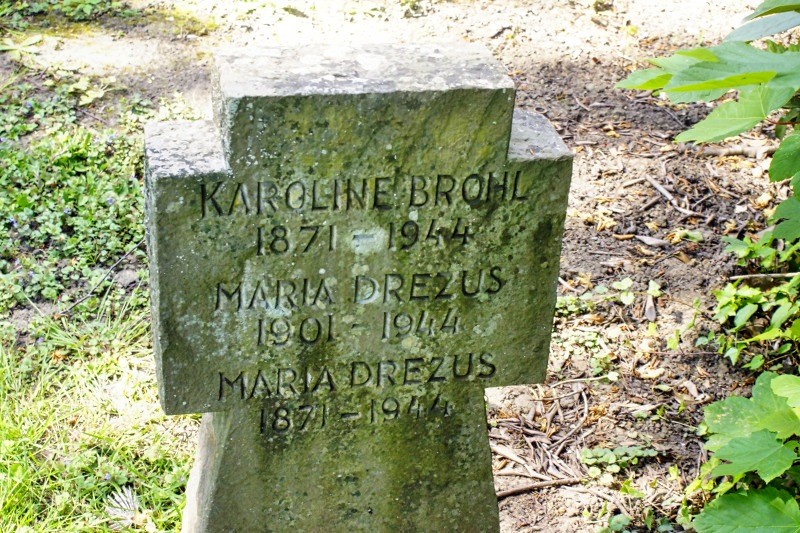 KAROLINE BROHL
1871 - 1944
MARIA DREZUS
1901 - 1944
MARIA DREZUS
1871 - 1944